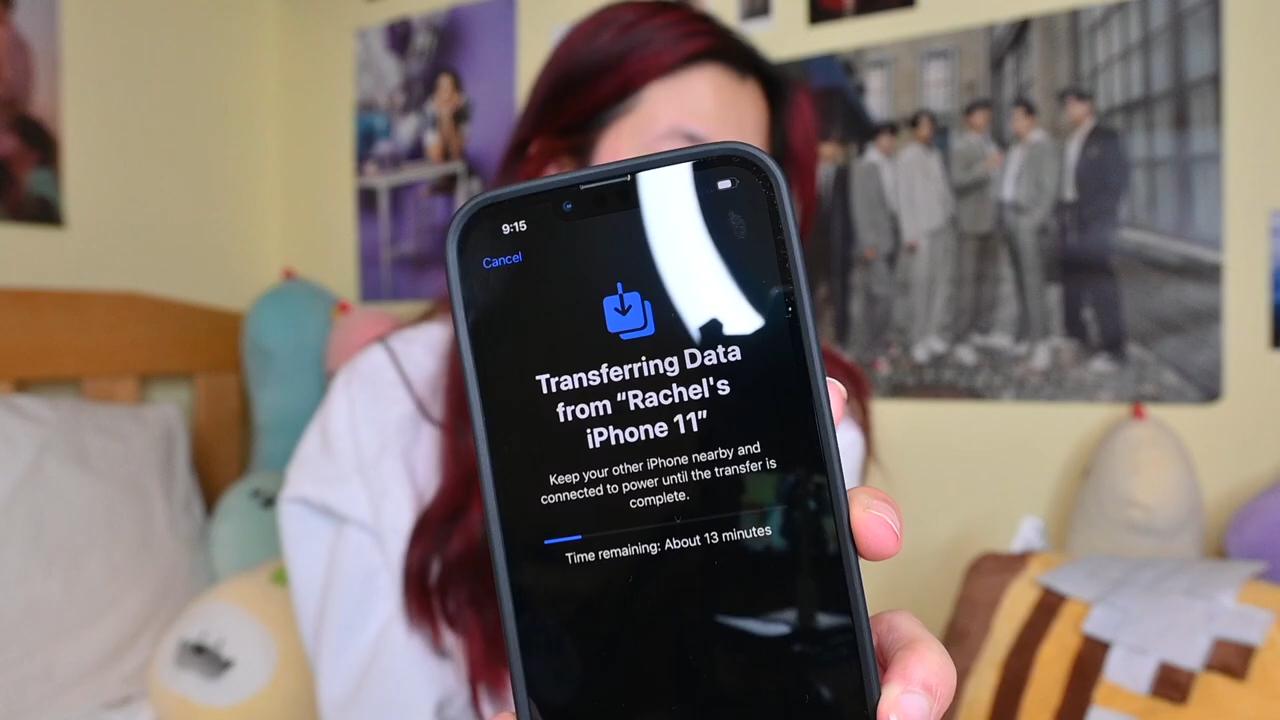 9:15
Cancel
Transferring Data
from “Rachel's
iPhone 11”
Keep your other iPhone nearby and
connected to power until the transfer is
complete.
Time remaining: About 13 minutes